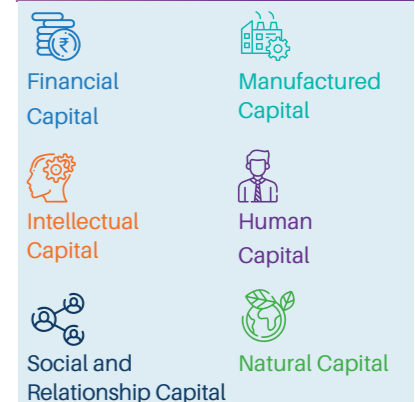 ₹
Financial
Capital
Manufactured
Capital
Intellectual
Capital
Human
Capital
Social and
Relationship Capital
Natural Capital